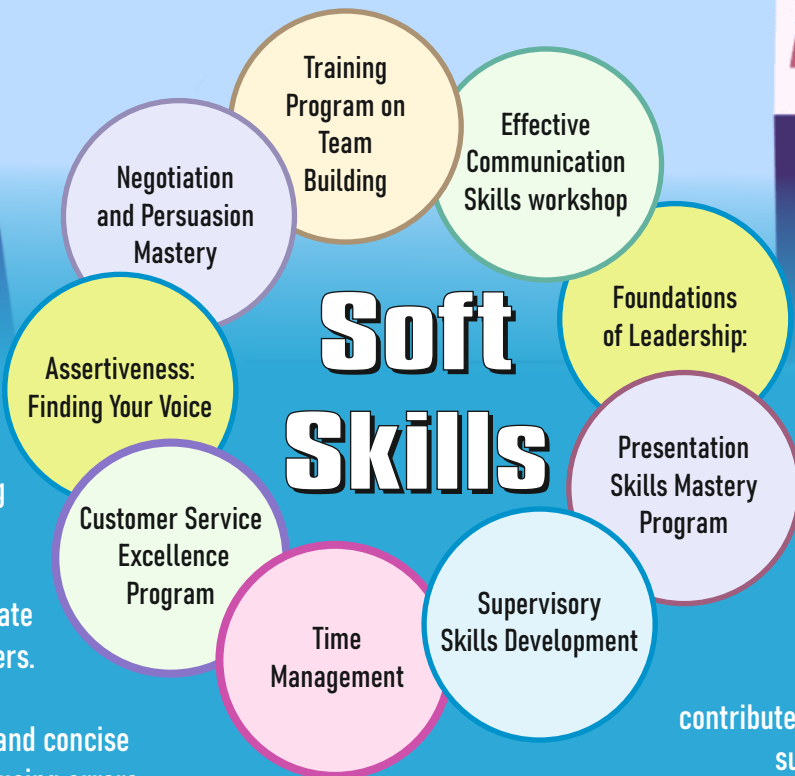 Training
Program on
Team
Building
Effective
Communication
Skills workshop
Negotiation
and Persuasion
Mastery
Foundations
of Leadership:
Soft
Skills
Assertiveness:
Finding Your Voice
Presentation
Skills Mastery
Program
Customer Service
Excellence
Program
Supervisory
Skills Development
Time
Management
and concise
contribute